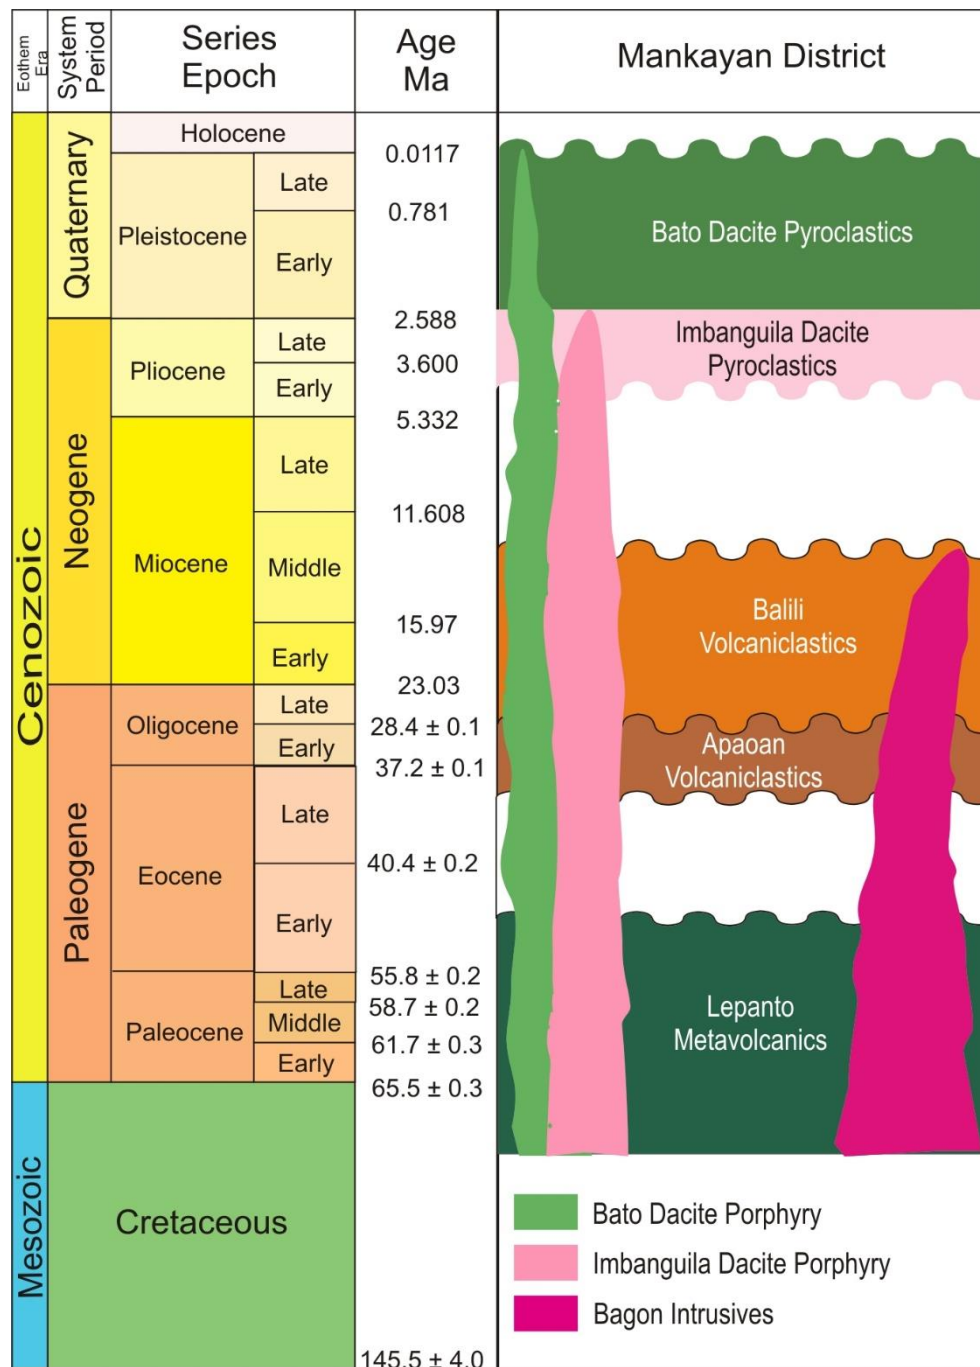 Eothem
Era
System
Period
Series
Epoch
Age
Ma
Mankayan District
Cenozoic
Mesozoic
Quaternary
Neogene
Paleogene
Holocene
Pleistocene
Late
Early
Pliocene
Late
Early
Miocene
Late
Middle
Early
Oligocene
Late
Early
Eocene
Late
Early
Paleocene
Late
Middle
Early
Cretaceous
0.0117
0.781
2.588
3.600
5.332
11.608
15.97
23.03
28.4 ± 0.1
37.2 ± 0.1
40.4 ± 0.2
55.8 ± 0.2
58.7 ± 0.2
61.7 ± 0.3
65.5 ± 0.3
145.5 ± 4.0
Bato Dacite Pyroclastics
Imbanguila Dacite
Pyroclastics
Balili
Volcaniclastics
Apaoan
Volcaniclastics
Lepanto
Metavolcanics
Bato Dacite Porphyry
Imbanguila Dacite Porphyry
Bagon Intrusives